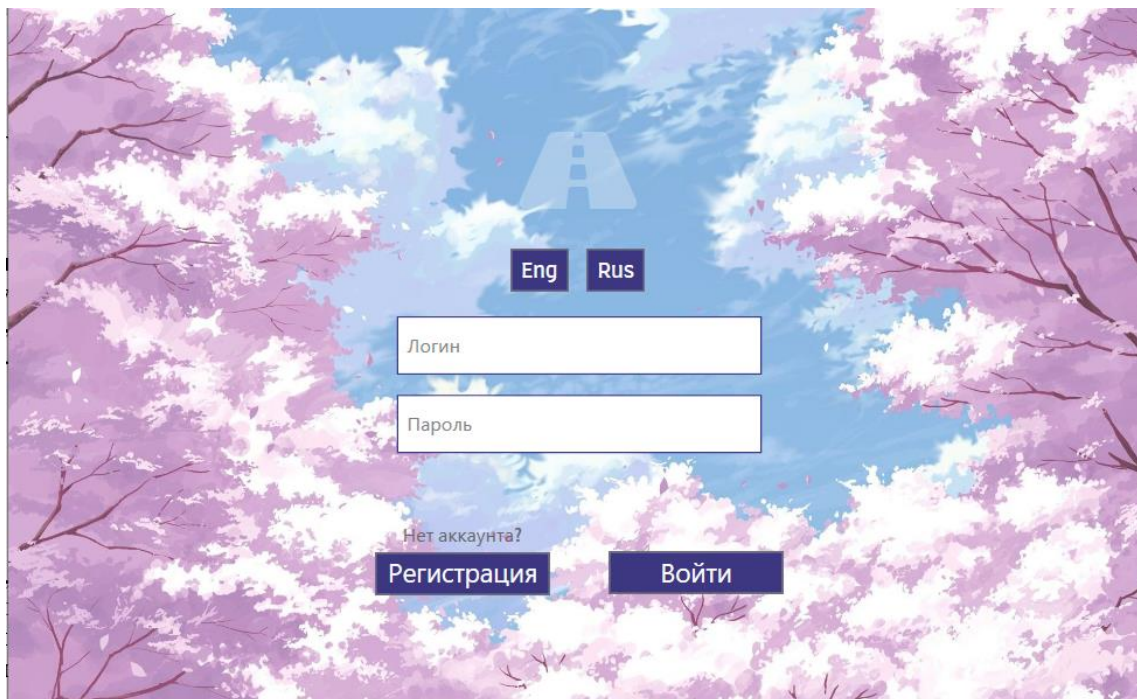 Eng Rus
Логин
Пароль
Нет аккаунта?
Регистрация Войти